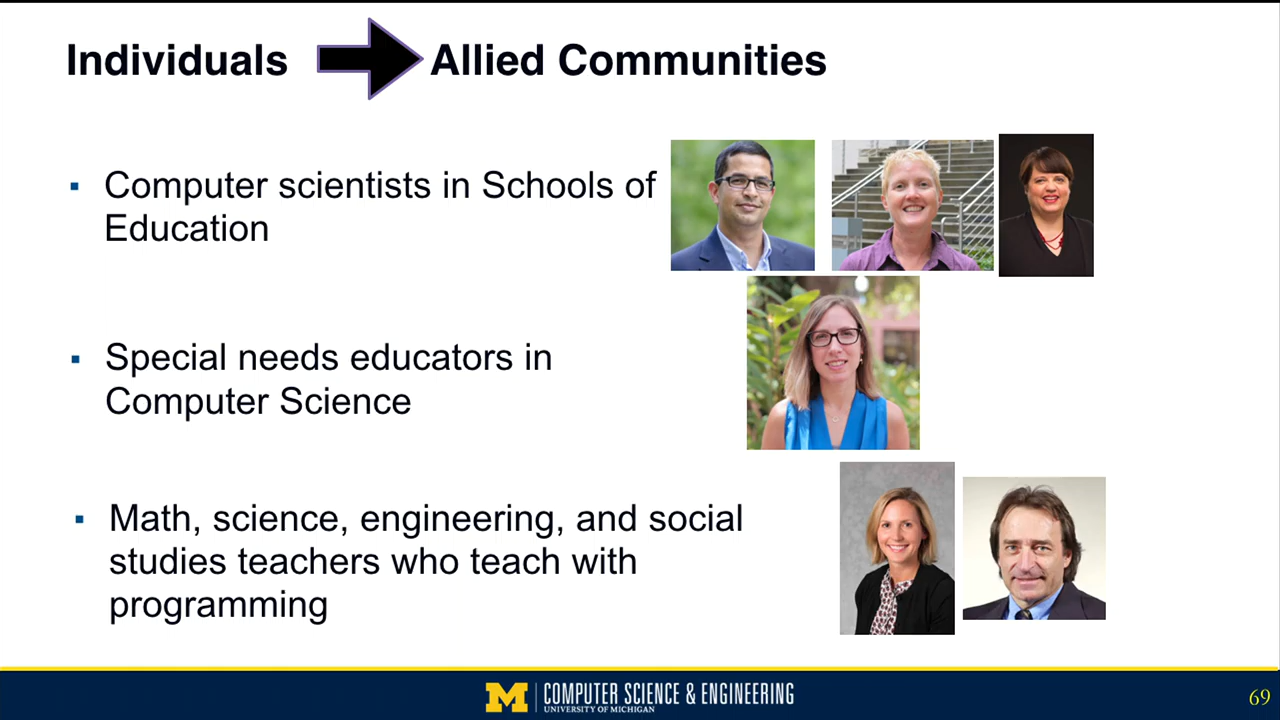 Individuals Allied Communities
▪ Computer scientists in Schools of
Education
▪ Special needs educators in
Computer Science
▪ Math, science, engineering, and social
studies teachers who teach with
programming
M COMPUTER SCIENCE & ENGINEERING
UNIVERSITY OF MICHIGAN
69